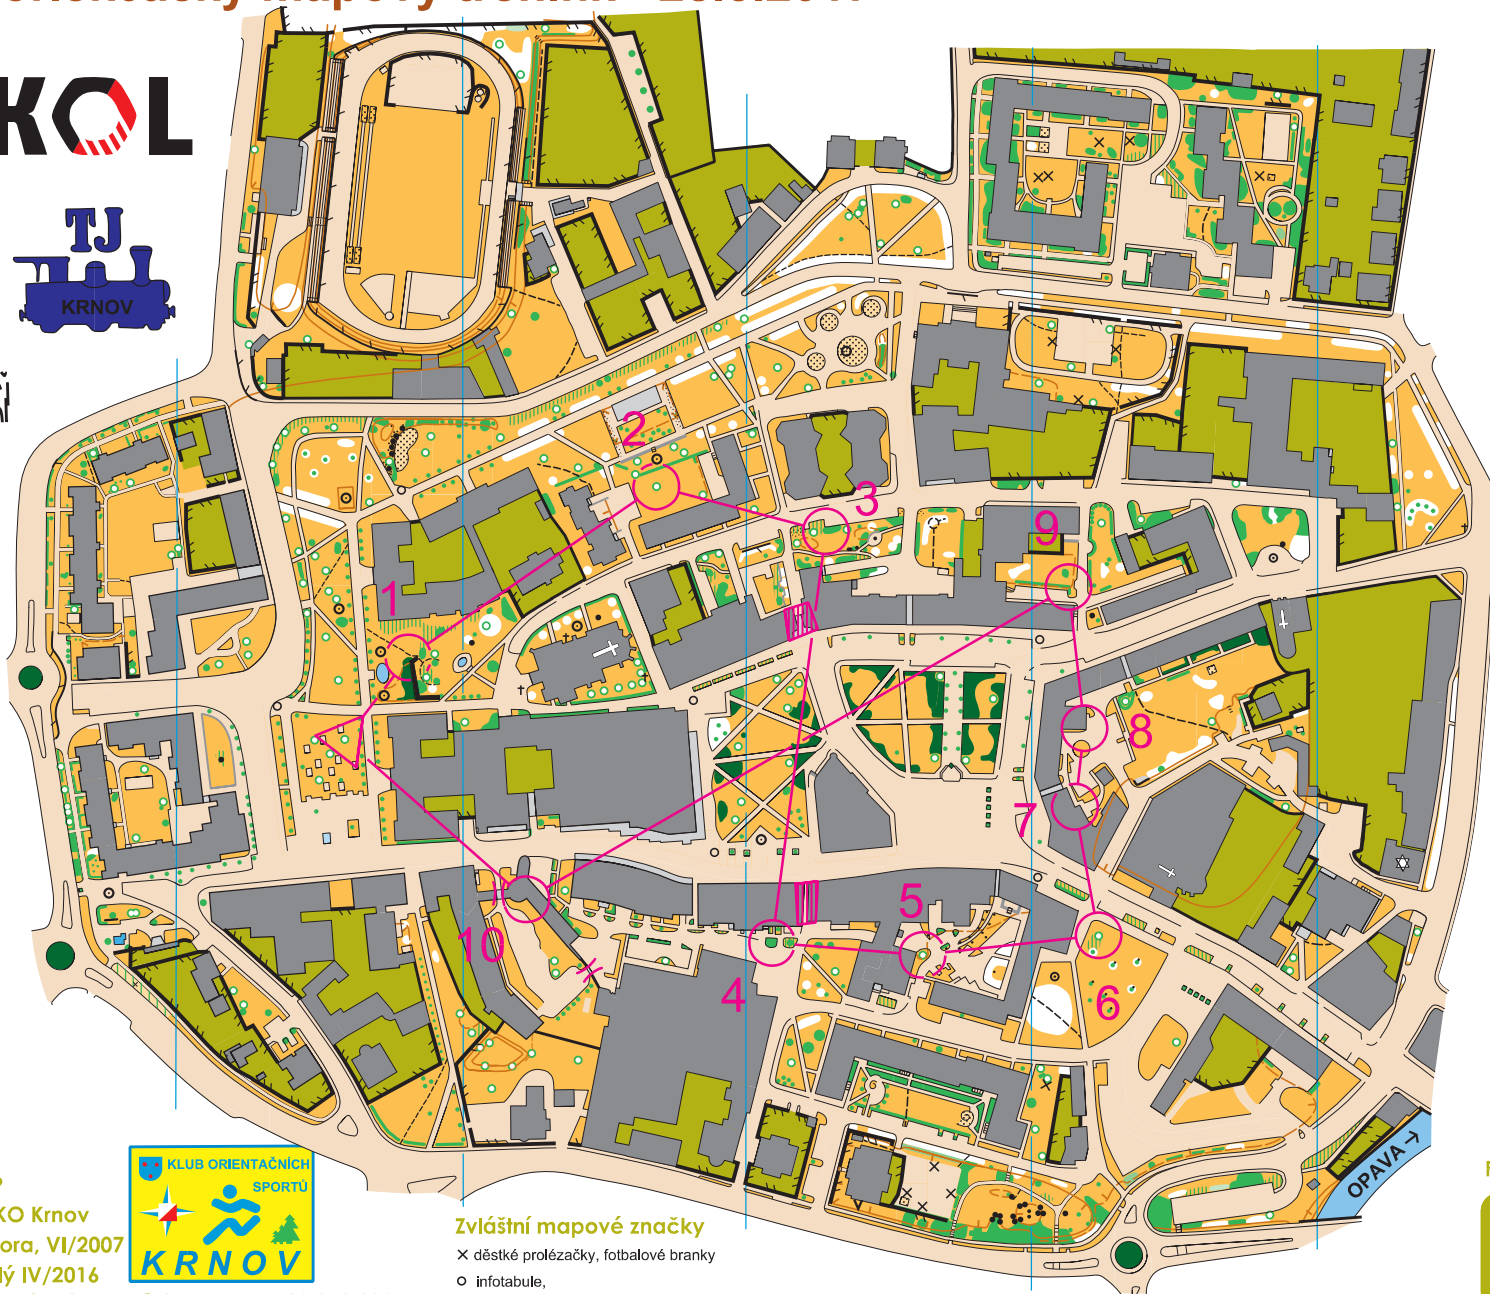 KOL
TJ
KRNOV
2
3
9
1
8
7
5
10
4
6
OPAVA →
KLUB ORIENTAČNÍCH
SPORTŮ
KRNOV
KO Krnov
ora, VI/2007
lý IV/2016
Zvláštní mapové značky
× děstké prolézačky, fotbalové branky
o infotabule,